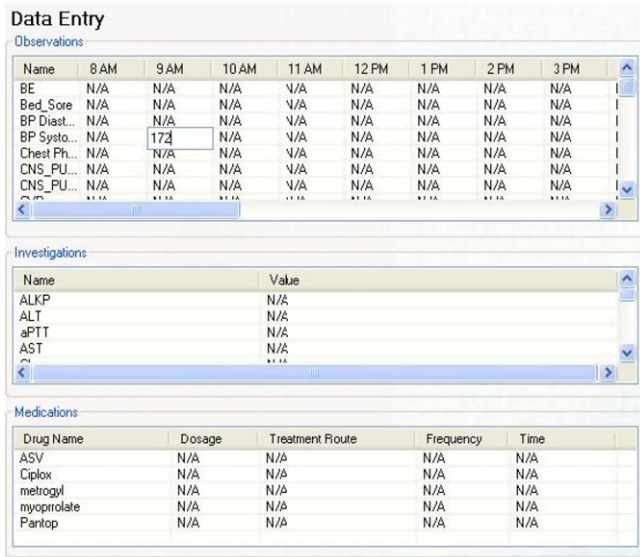 Data Entry
Observations
Name 8 AM 9 AM 10 AM 11 AM 12 PM 1 PM 2 PM 3 PM
BE N/A N/A N/A N/A N/A N/A N/A N/A
Bed_Sore N/A N/A N/A N/A N/A N/A N/A N/A
BP Diast... N/A N/A N/A N/A N/A N/A N/A N/A
BP Systo... N/A 172 N/A N/A N/A N/A N/A N/A
Chest Ph... N/A N/A N/A N/A N/A N/A N/A N/A
CNS_PU... N/A N/A N/A N/A N/A N/A N/A N/A
CNS_PU... N/A N/A N/A N/A N/A N/A N/A N/A
Investigations
Name Value
ALKP N/A
ALT N/A
aPTT N/A
AST N/A
Medications
Drug Name Dosage Treatment Route Frequency Time
ASV N/A N/A N/A N/A
Ciplox N/A N/A N/A N/A
metrogyl N/A N/A N/A N/A
myoprrolate N/A N/A N/A N/A
Pantop N/A N/A N/A N/A